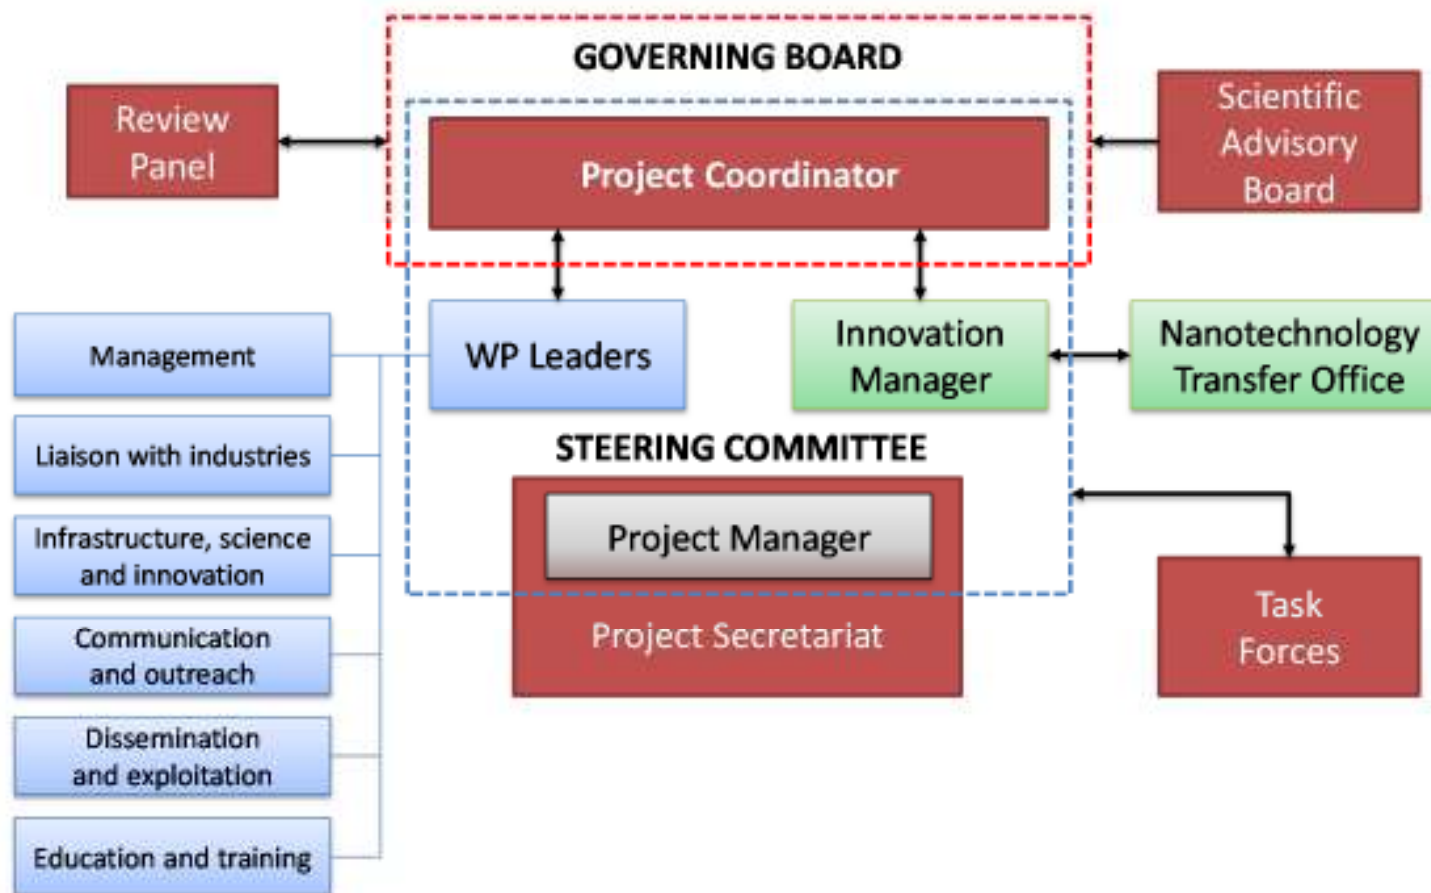 GOVERNING BOARD
Review
Panel
Project Coordinator
Scientific
Advisory
Board
Management
WP Leaders
Innovation
Manager
Nanotechnology
Transfer Office
Liaison with industries
STEERING COMMITTEE
Infrastructure, science
and innovation
Project Manager
Communication
and outreach
Project Secretariat
Task
Forces
Dissemination
and exploitation
Education and training